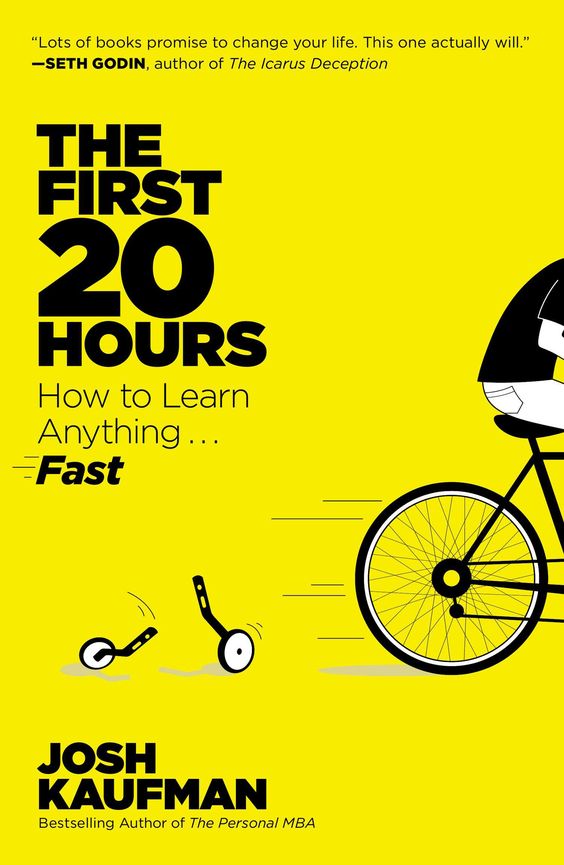 “Lots of books promise to change your life. This one actually will.”
—SETH GODIN, author of The Icarus Deception
THE
FIRST
20
HOURS
How to Learn
Anything ...
Fast
JOSH
KAUFMAN
Bestselling Author of The Personal MBA